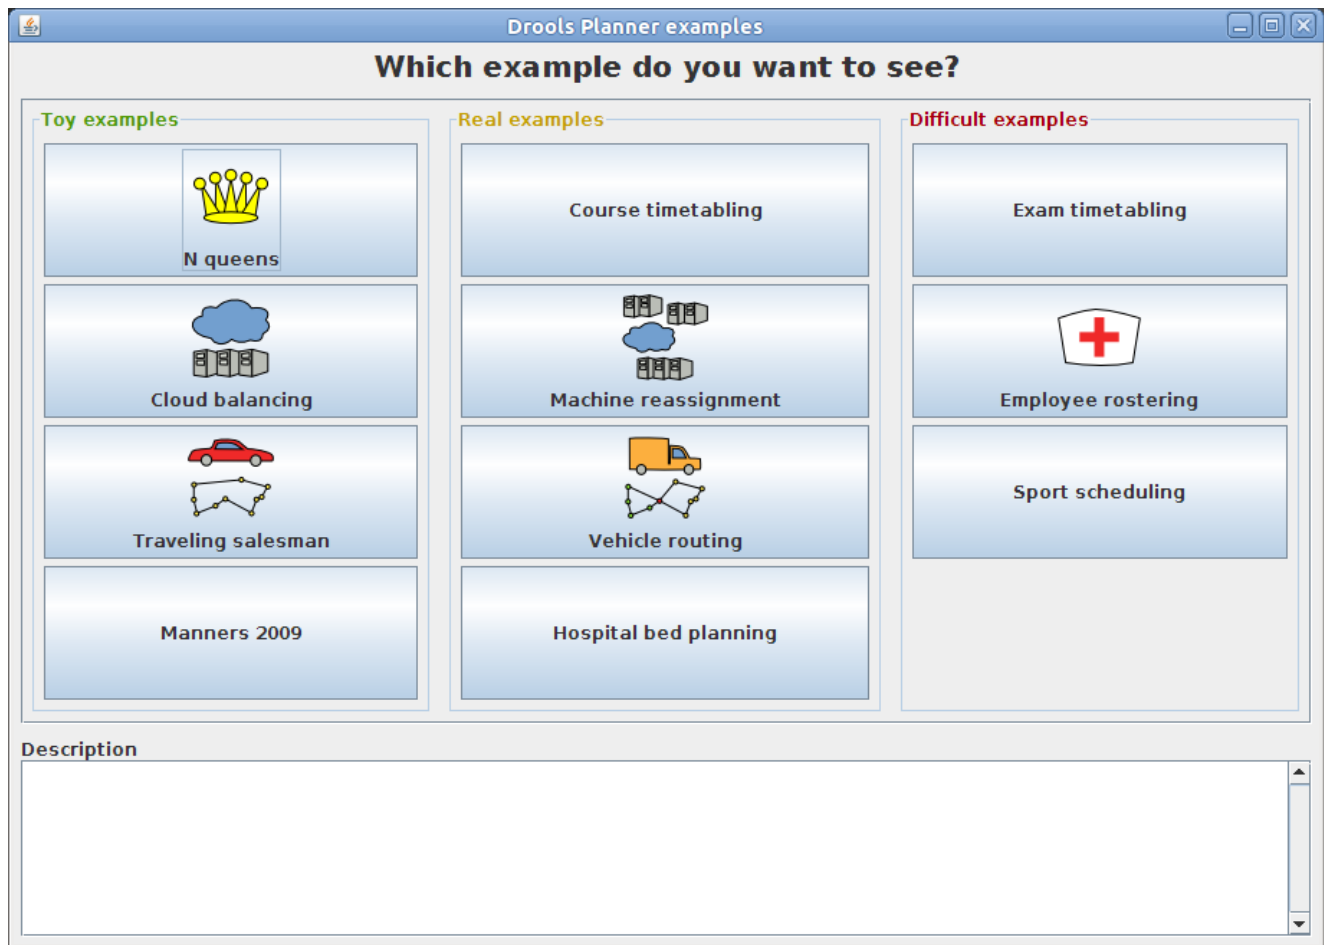 Drools Planner examples
Which example do you want to see?
Toy examples
N queens
Cloud balancing
Traveling salesman
Manners 2009
Real examples
Course timetabling
Machine reassignment
Vehicle routing
Hospital bed planning
Difficult examples
Exam timetabling
Employee rostering
Sport scheduling
Description